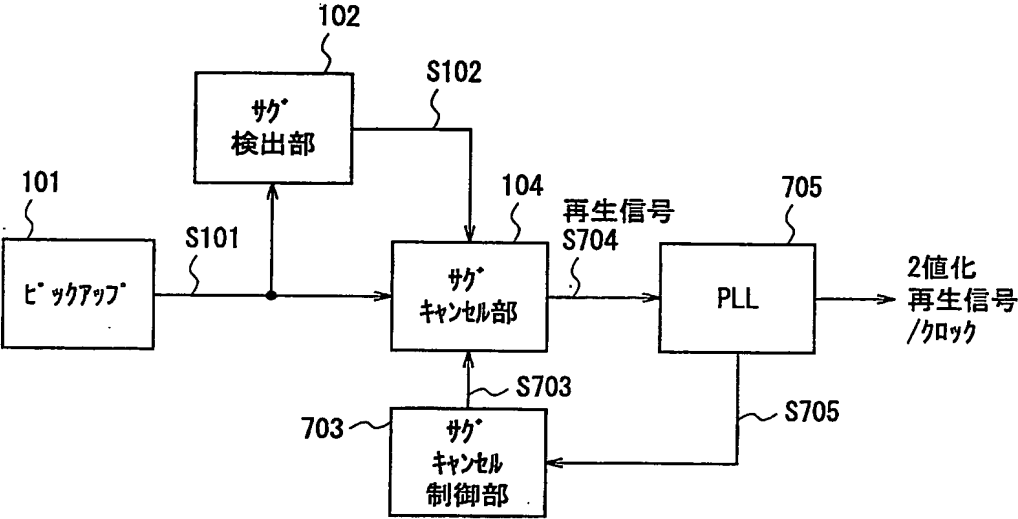 102
S102
ｻｸﾞ
検出部
101
ﾋﾟｯｸｱｯﾌﾟ
S101
104
ｻｸﾞ
ｷｬﾝｾﾙ部
再生信号
S704
705
PLL
2値化
再生信号
/ｸﾛｯｸ
S703
703
ｻｸﾞ
ｷｬﾝｾﾙ
制御部
S705